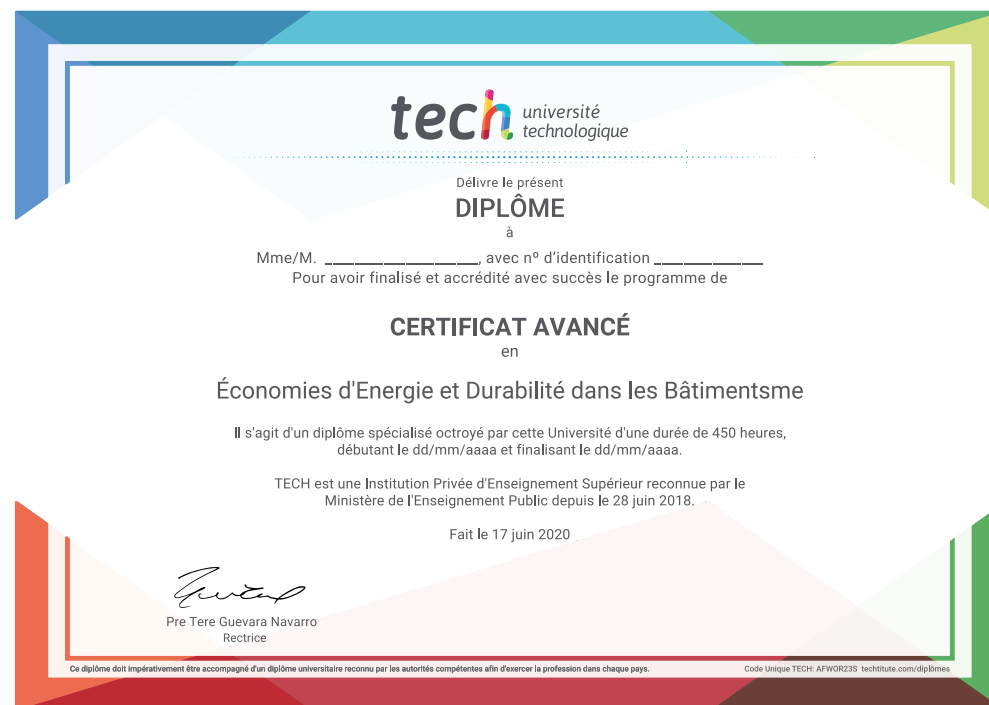 tech université
technologique
Délivre le présent
DIPLÔME
à
Mme/M. __________________, avec nº d'identification _____________
Pour avoir finalisé et accrédité avec succès le programme de
CERTIFICAT AVANCÉ
en
Économies d'Energie et Durabilité dans les Bâtimentsme
Il s'agit d'un diplôme spécialisé octroyé par cette Université d'une durée de 450 heures,
débutant le dd/mm/aaaa et finalisant le dd/mm/aaaa.
TECH est une Institution Privée d'Enseignement Supérieur reconnue par le
Ministère de l'Enseignement Public depuis le 28 juin 2018.
Fait le 17 juin 2020
Pre Tere Guevara Navarro
Rectrice
Ce diplôme doit impérativement être accompagné d'un diplôme universitaire reconnu par les autorités compétentes afin d'exercer la profession dans chaque pays.
Code Unique TECH: AFWOR23S techtitute.com/diplômes